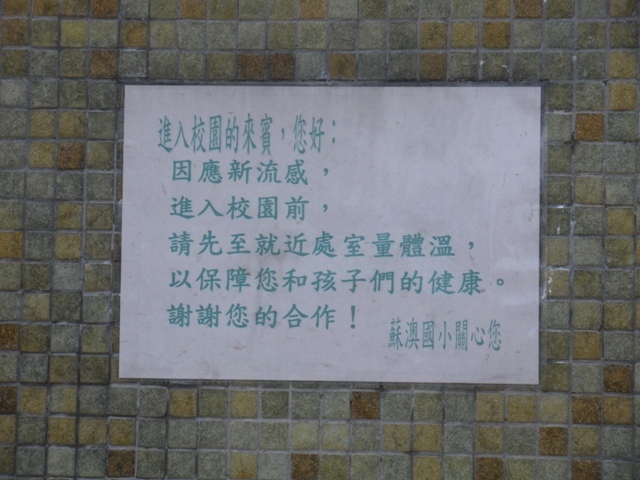 進入校園的來賓，您好：
因應新流感，
進入校園前，
請先至就近處室量體溫，
以保障您和孩子們的健康。
謝謝您的合作！
蘇澳國小關心您